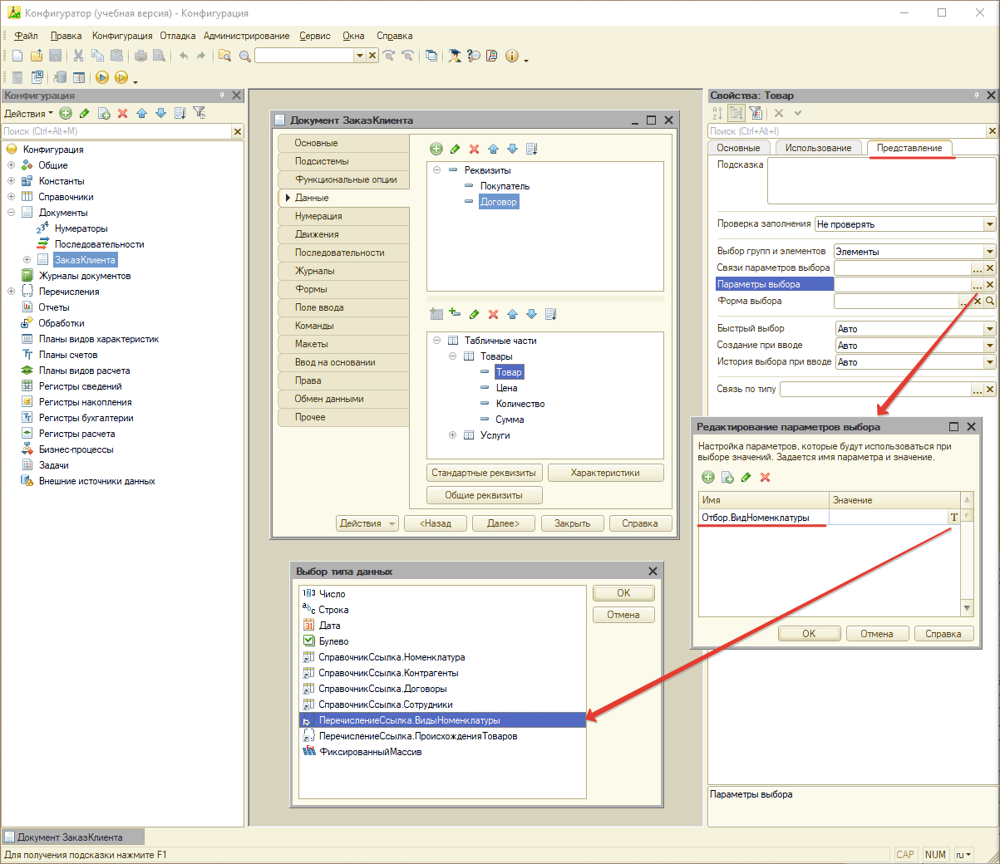 Конфигуратор (учебная версия) - Конфигурация
Файл Правка Конфигурация Отладка Администрирование Сервис Окна Справка
Конфигурация
Действия
Поиск (Ctrl+Alt+M)
Конфигурация
Общие
Константы
Справочники
Документы
Нумераторы
Последовательности
ЗаказКлиента
Журналы документов
Перечисления
Отчеты
Обработки
Планы видов характеристик
Планы счетов
Планы видов расчета
Регистры сведений
Регистры накопления
Регистры бухгалтерии
Регистры расчета
Бизнес-процессы
Задачи
Внешние источники данных
Документ ЗаказКлиента
Основные
Подсистемы
Функциональные опции
Данные
Нумерация
Движения
Последовательности
Журналы
Формы
Поле ввода
Команды
Макеты
Ввод на основании
Права
Обмен данными
Прочее
Реквизиты
Покупатель
Договор
Табличные части
Товары
Товар
Цена
Количество
Сумма
Услуги
Стандартные реквизиты Характеристики
Общие реквизиты
Действия <Назад Далее> Закрыть Справка
Выбор типа данных
Число
Строка
Дата
Булево
СправочникСсылка.Номенклатура
СправочникСсылка.Контрагенты
СправочникСсылка.Договоры
СправочникСсылка.Сотрудники
ПеречислениеСсылка.ВидыНоменклатуры
ПеречислениеСсылка.ПроисхожденияТоваров
ФиксированныйМассив
OK
Отмена
Свойства: Товар
Поиск (Ctrl+Alt+I)
Основные Использование Представление
Подсказка
Проверка заполнения Не проверять
Выбор групп и элементов Элементы
Связи параметров выбора ...
Параметры выбора ...
Форма выбора ...
Быстрый выбор Авто
Создание при вводе Авто
История выбора при вводе Авто
Связь по типу ...
Редактирование параметров выбора
Настройка параметров, которые будут использоваться при
выборе значений. Задается имя параметра и значение.
Имя Значение
Отбор.ВидНоменклатуры T
OK Отмена Справка
Параметры выбора
Документ ЗаказКлиента
Для получения подсказки нажмите F1 CAP NUM ru